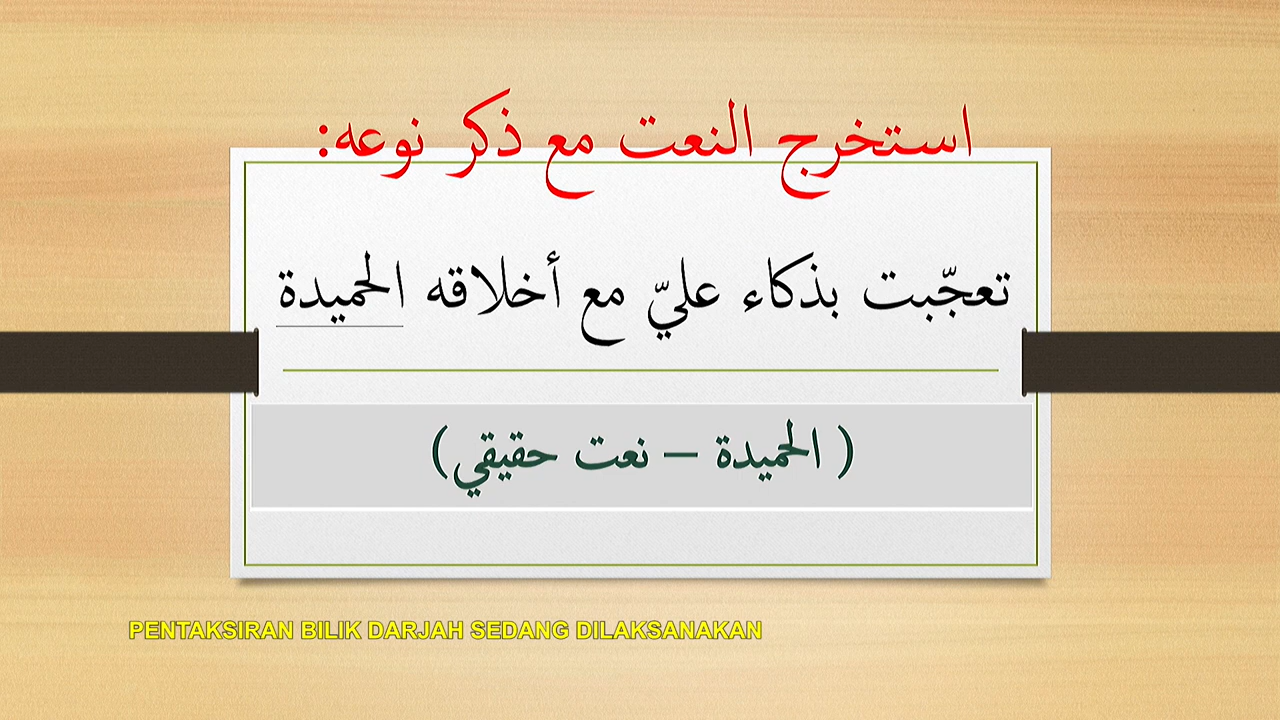 استخرج النعت مع ذكر نوعه:
تعجّبت بذكاء عليّ مع أخلاقه الحميدة
( الحميدة – نعت حقيقي)
PENTAKSIRAN BILIK DARJAH SEDANG DILAKSANAKAN